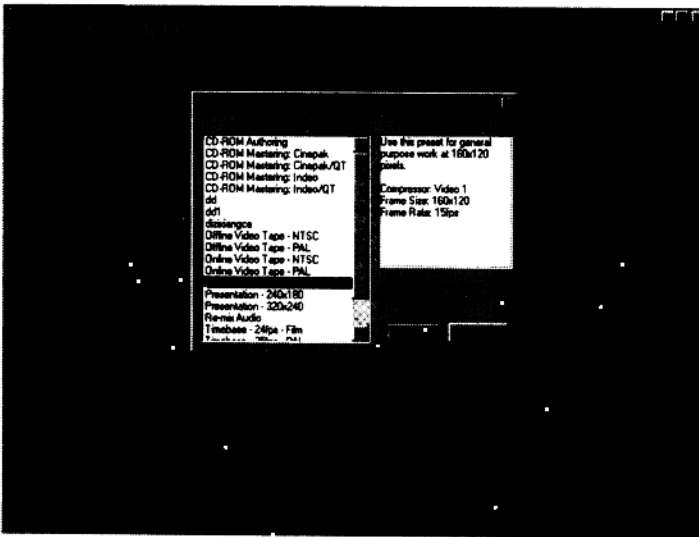 CD-ROM Authoring
CD-ROM Mastering: Cinepak
CD-ROM Mastering: Cinepak/QT
CD-ROM Mastering: Indeo
CD-ROM Mastering: Indeo/QT
dd
dd1
Offline Video Tape - NTSC
Offline Video Tape - PAL
Online Video Tape - NTSC
Online Video Tape - PAL
Presentation - 240x180
Presentation - 320x240
Re-mix Audio
Timebase - 24fps - Film
Timebase - 25fps - PAL
Use this preset for general
purpose work at 160x120
pixels.
Compressor: Video 1
Frame Size: 160x120
Frame Rate: 15fps